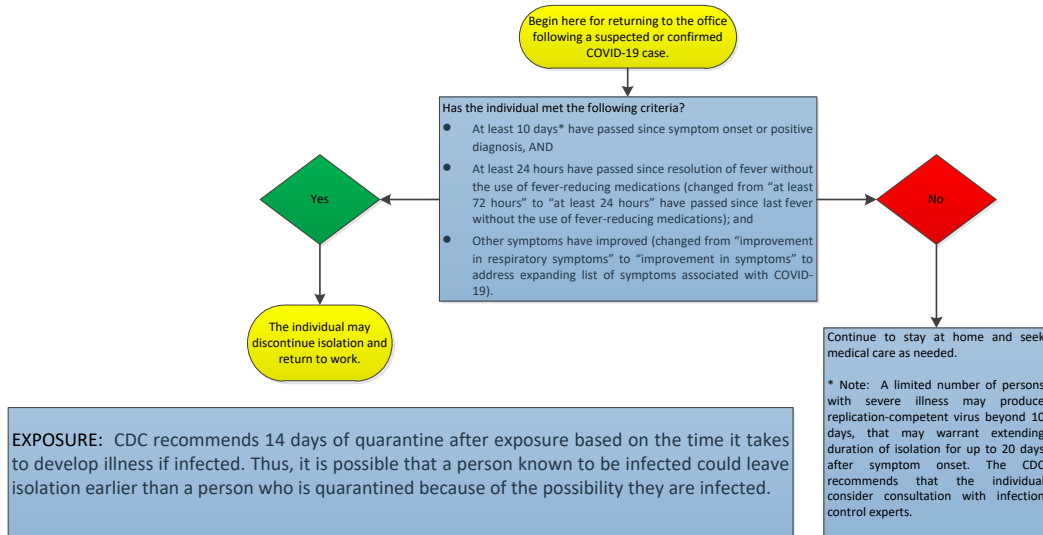 Begin here for returning to the office
following a suspected or confirmed
COVID-19 case.
Has the individual met the following criteria?
● At least 10 days* have passed since symptom onset or positive
diagnosis, AND
● At least 24 hours have passed since resolution of fever without
the use of fever-reducing medications (changed from “at least
72 hours” to “at least 24 hours” have passed since last fever
without the use of fever-reducing medications); and
● Other symptoms have improved (changed from “improvement
in respiratory symptoms” to “improvement in symptoms” to
address expanding list of symptoms associated with COVID-
19).
Yes
No
The individual may
discontinue isolation and
return to work.
Continue to stay at home and seek
medical care as needed.
* Note: A limited number of persons
with severe illness may produce
replication-competent virus beyond 10
days, that may warrant extending
duration of isolation for up to 20 days
after symptom onset. The CDC
recommends that the individual
consider consultation with infection
control experts.
EXPOSURE: CDC recommends 14 days of quarantine after exposure based on the time it takes
to develop illness if infected. Thus, it is possible that a person known to be infected could leave
isolation earlier than a person who is quarantined because of the possibility they are infected.